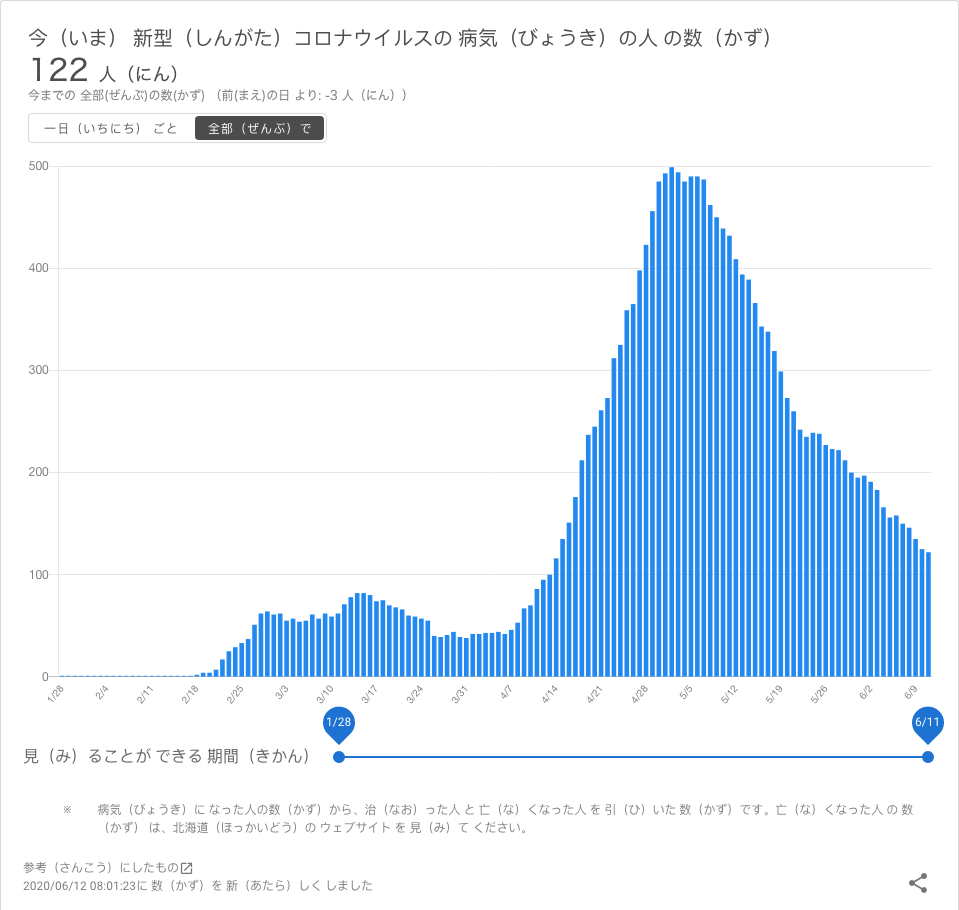 今（いま） 新型（しんがた）コロナウイルスの 病気（びょうき）の人 の数（かず）
122 人（にん）
今までの 全部(ぜんぶ)の数(かず) （前(まえ)の日 より: -3 人（にん））
一日（いちにち） ごと 全部（ぜんぶ）で
500
400
300
200
100
0
1/28 2/4 2/11 2/18 2/25 3/3 3/10 3/17 3/24 3/31 4/7 4/14 4/21 4/28 5/5 5/12 5/19 5/26 6/2 6/9
1/28 6/11
見（み）ることが できる 期間（きかん）
※ 病気（びょうき）に なった人の数（かず）から、治（なお）った人 と 亡（な）くなった人 を 引（ひ）いた 数（かず）です。亡（な）くなった人 の 数
（かず） は、北海道（ほっかいどう）の ウェブサイト を 見（み）て ください。
参考（さんこう）にしたもの
2020/06/12 08:01:23に 数（かず）を 新（あたら）しく しました